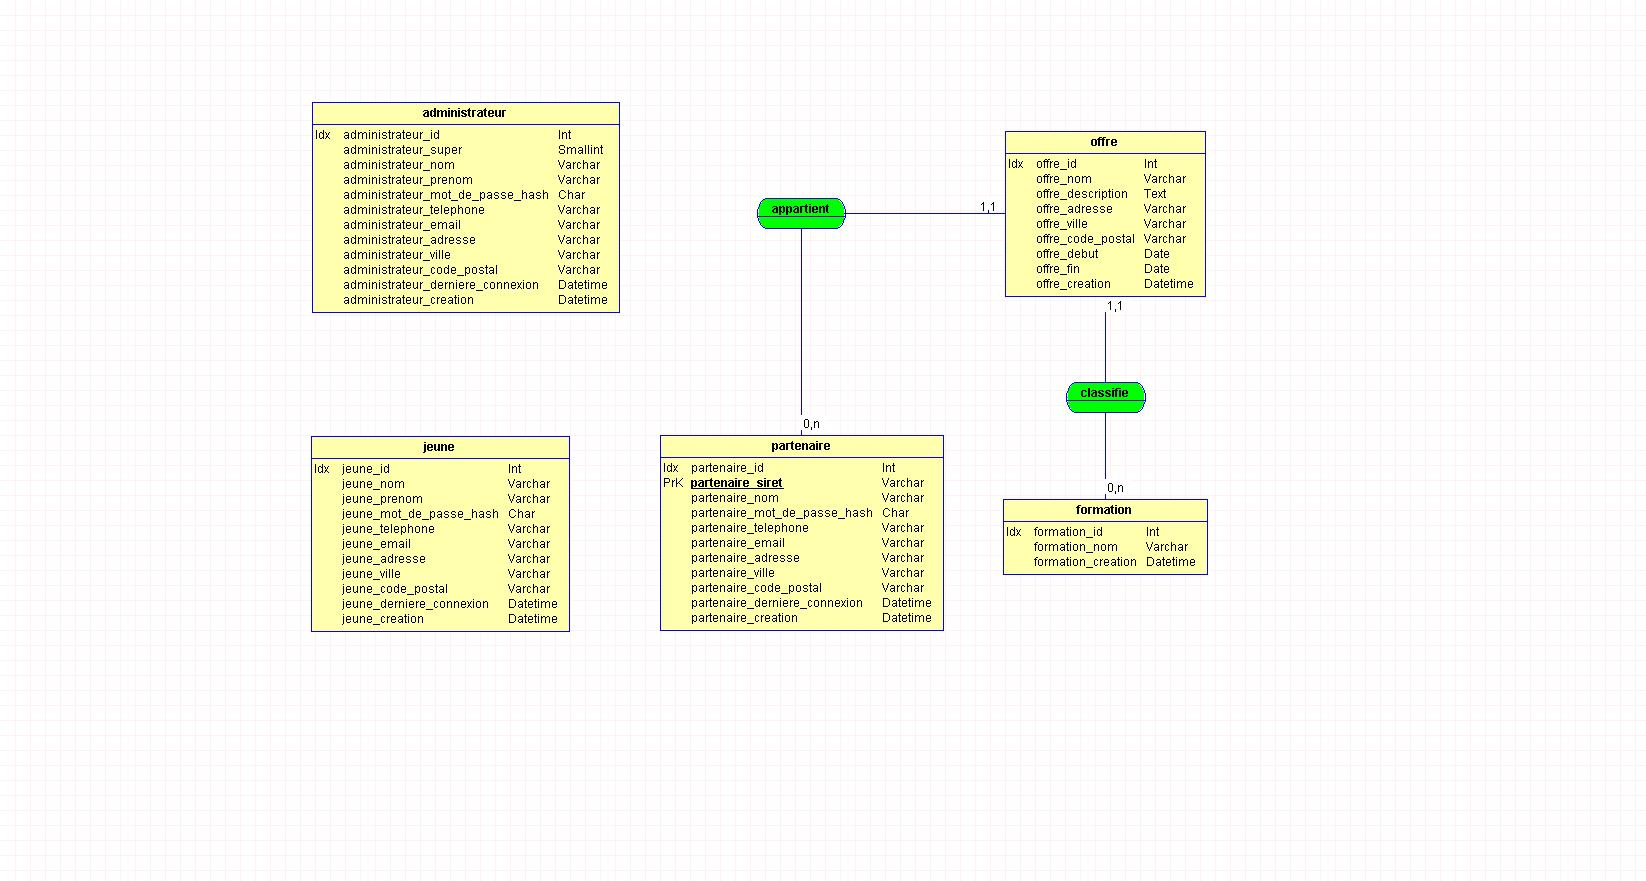 administrateur
Idx administrateur_id Int
administrateur_super Smallint
administrateur_nom Varchar
administrateur_prenom Varchar
administrateur_mot_de_passe_hash Char
administrateur_telephone Varchar
administrateur_email Varchar
administrateur_adresse Varchar
administrateur_ville Varchar
administrateur_code_postal Varchar
administrateur_derniere_connexion Datetime
administrateur_creation Datetime
offre
Idx offre_id Int
offre_nom Varchar
offre_description Text
offre_adresse Varchar
offre_ville Varchar
offre_code_postal Varchar
offre_debut Date
offre_fin Date
offre_creation Datetime
appartient
1,1
1,1
classifie
0,n
jeune
Idx jeune_id Int
jeune_nom Varchar
jeune_prenom Varchar
jeune_mot_de_passe_hash Char
jeune_telephone Varchar
jeune_email Varchar
jeune_adresse Varchar
jeune_ville Varchar
jeune_code_postal Varchar
jeune_derniere_connexion Datetime
jeune_creation Datetime
partenaire
Idx partenaire_id Int
PrK partenaire_siret Varchar
partenaire_nom Varchar
partenaire_mot_de_passe_hash Char
partenaire_telephone Varchar
partenaire_email Varchar
partenaire_adresse Varchar
partenaire_ville Varchar
partenaire_code_postal Varchar
partenaire_derniere_connexion Datetime
partenaire_creation Datetime
0,n
formation
Idx formation_id Int
formation_nom Varchar
formation_creation Datetime